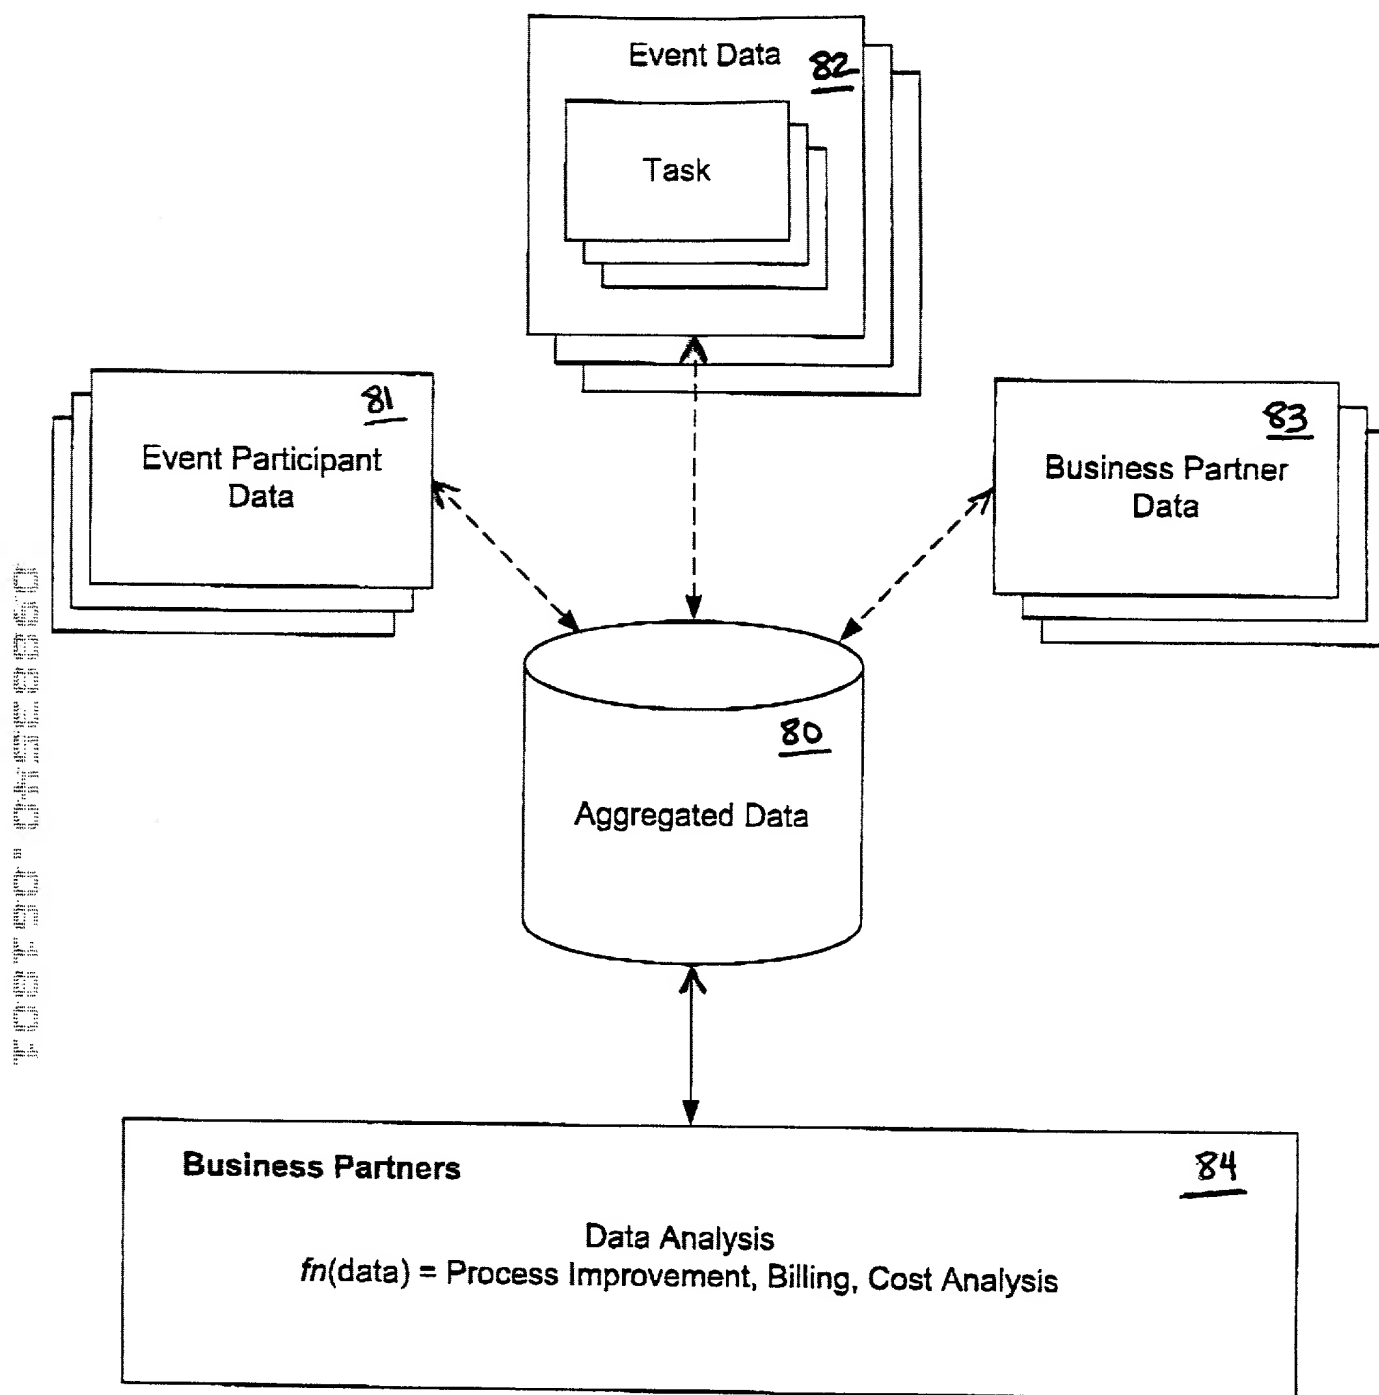 Event Data
82
Task
81
Event Participant
Data
83
Business Partner
Data
80
Aggregated Data
Business Partners
84
Data Analysis
fn(data) = Process Improvement, Billing, Cost Analysis